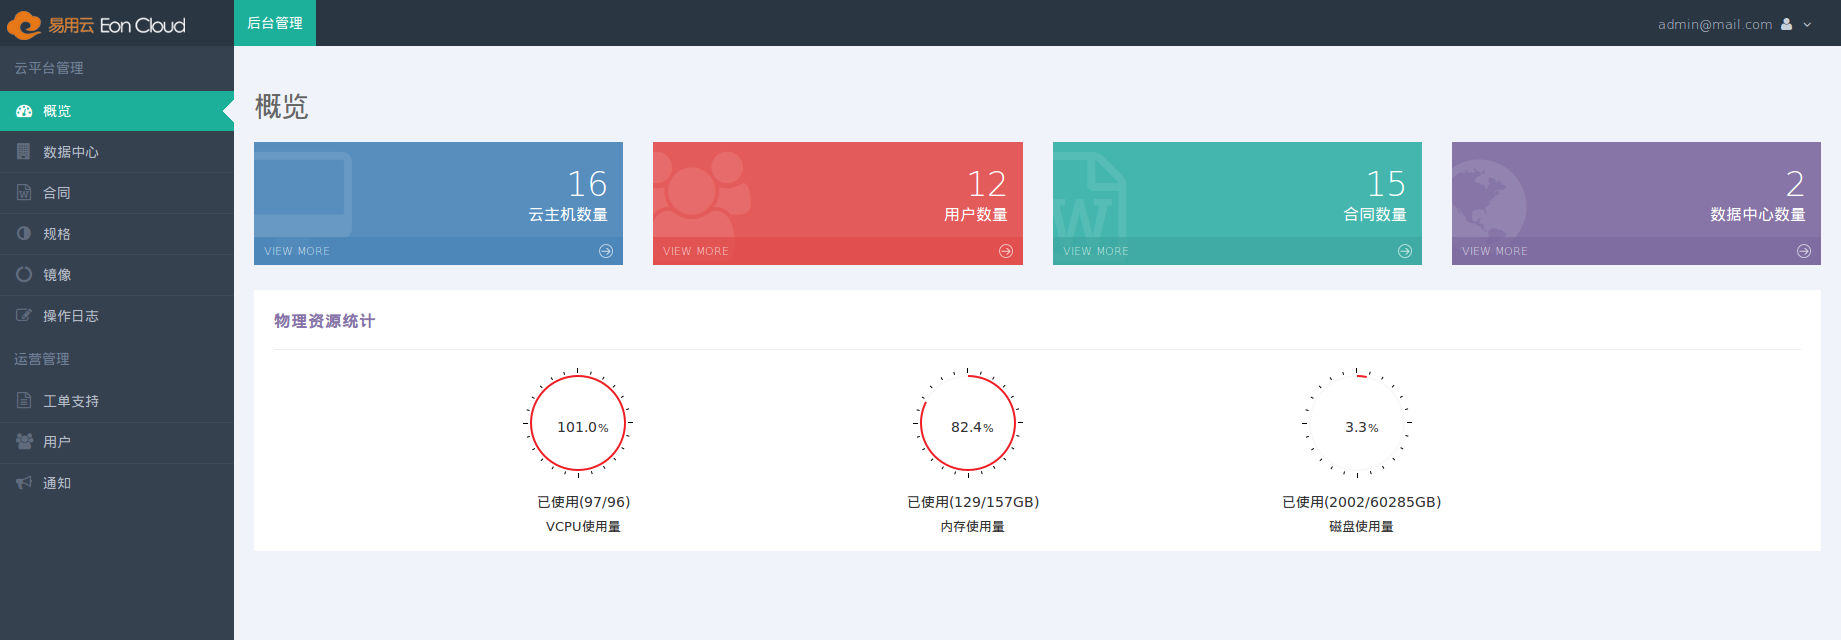 易用云 Eon Cloud
后台管理
admin@mail.com
云平台管理
概览
数据中心
合同
规格
镜像
操作日志
运营管理
工单支持
用户
通知
概览
16
云主机数量
VIEW MORE
12
用户数量
VIEW MORE
W
15
合同数量
VIEW MORE
2
数据中心数量
VIEW MORE
物理资源统计
101.0%
已使用(97/96)
VCPU使用量
82.4%
已使用(129/157GB)
内存使用量
3.3%
已使用(2002/60285GB)
磁盘使用量